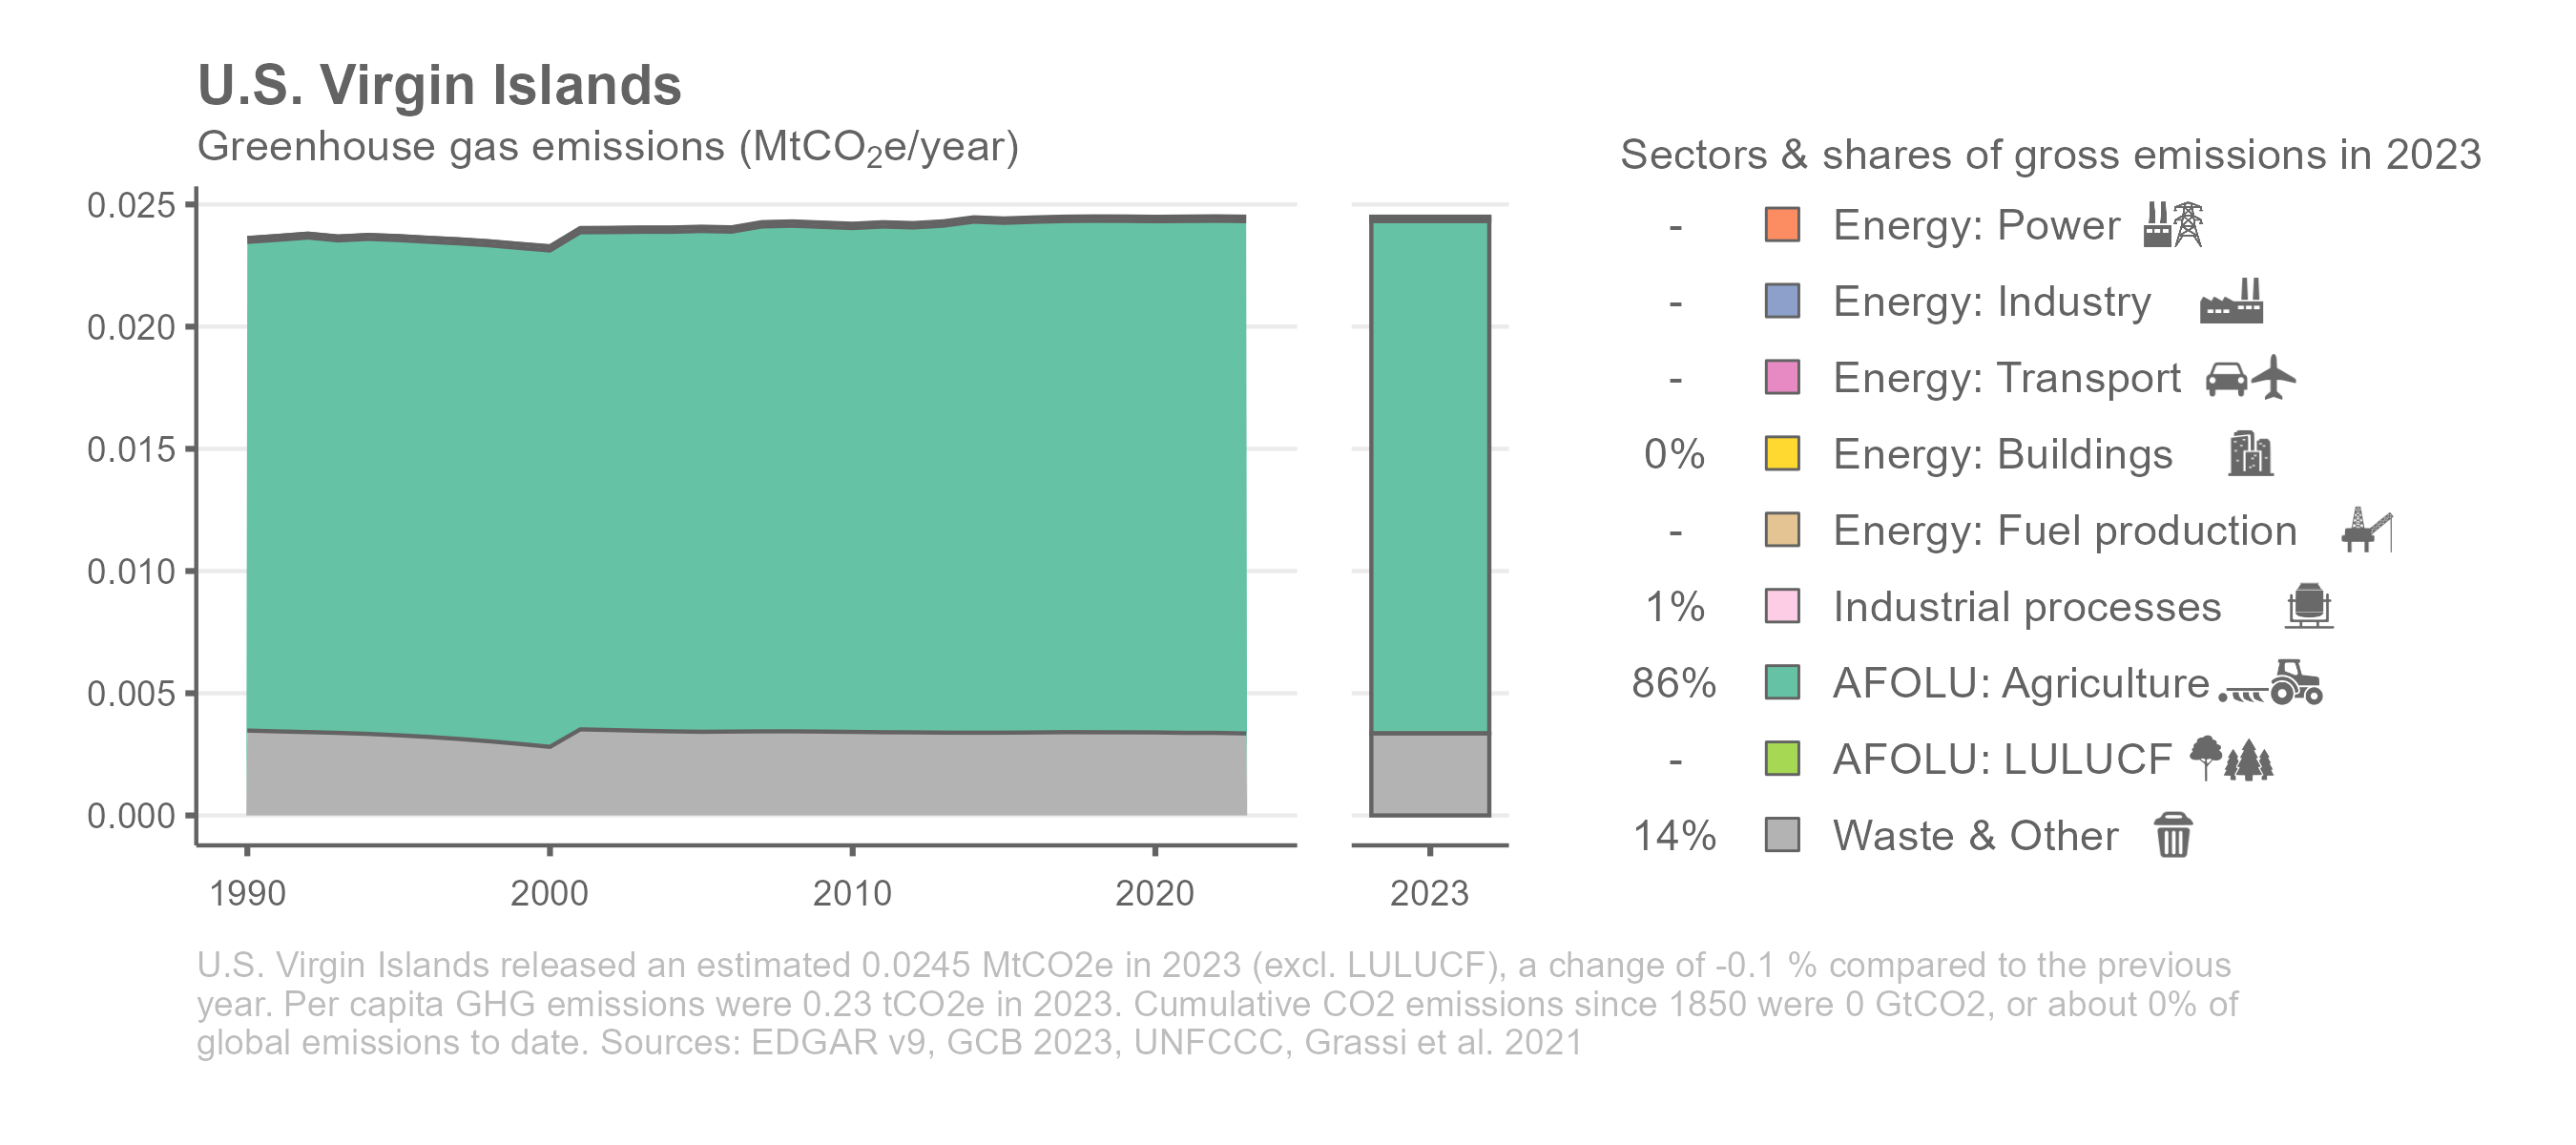 U.S. Virgin Islands
Greenhouse gas emissions (MtCO₂e/year)
Sectors & shares of gross emissions in 2023
0.025
0.020
0.015
0.010
0.005
0.000
1990 2000 2010 2020 2023
- Energy: Power
- Energy: Industry
- Energy: Transport
0% Energy: Buildings
- Energy: Fuel production
1% Industrial processes
86% AFOLU: Agriculture
- AFOLU: LULUCF
14% Waste & Other
U.S. Virgin Islands released an estimated 0.0245 MtCO2e in 2023 (excl. LULUCF), a change of -0.1 % compared to the previous
year. Per capita GHG emissions were 0.23 tCO2e in 2023. Cumulative CO2 emissions since 1850 were 0 GtCO2, or about 0% of
global emissions to date. Sources: EDGAR v9, GCB 2023, UNFCCC, Grassi et al. 2021